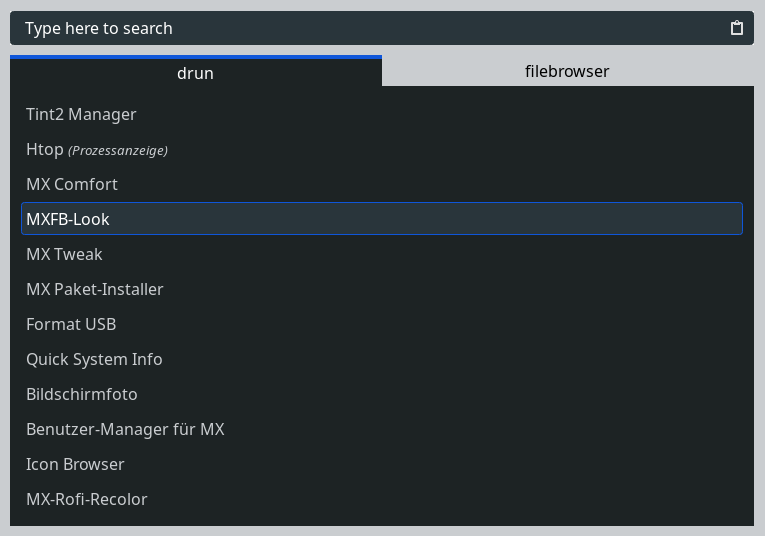 Type here to search
drun
filebrowser
Tint2 Manager
Htop (Prozessanzeige)
MX Comfort
MXFB-Look
MX Tweak
MX Paket-Installer
Format USB
Quick System Info
Bildschirmfoto
Benutzer-Manager für MX
Icon Browser
MX-Rofi-Recolor